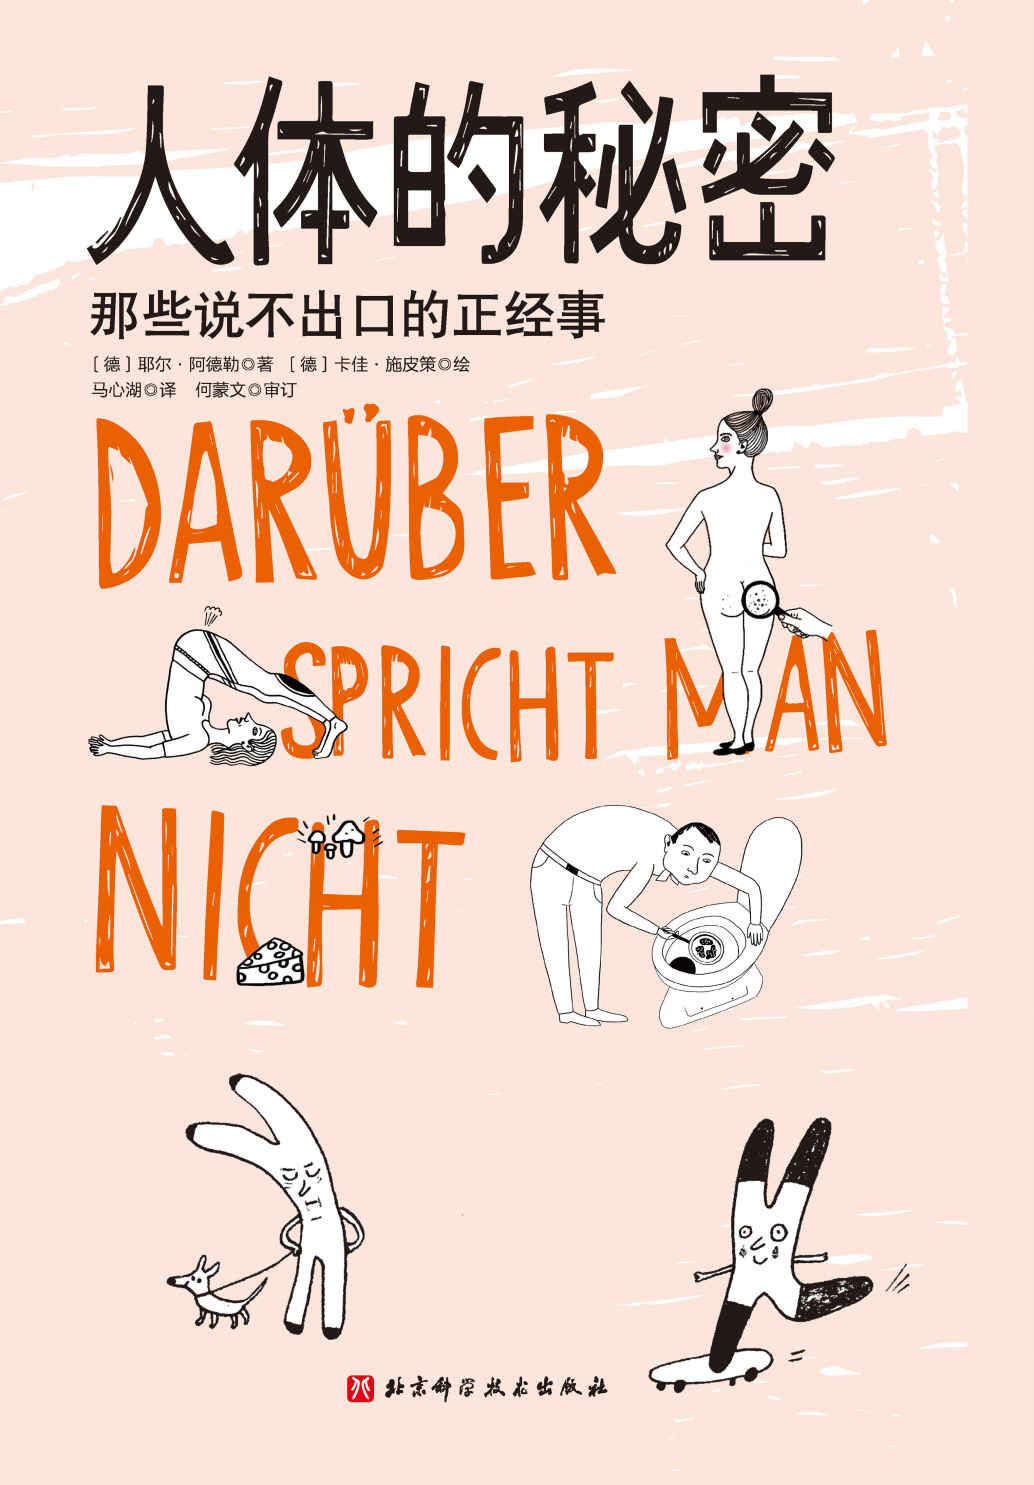 人体的秘密
那些说不出口的正经事
［德］耶尔·阿德勒◎著 ［德］卡佳·施皮策◎绘
马心湖◎译 何蒙文◎审订
DARÜBER
SPRICHT MAN
NICHT
北京科学技术出版社